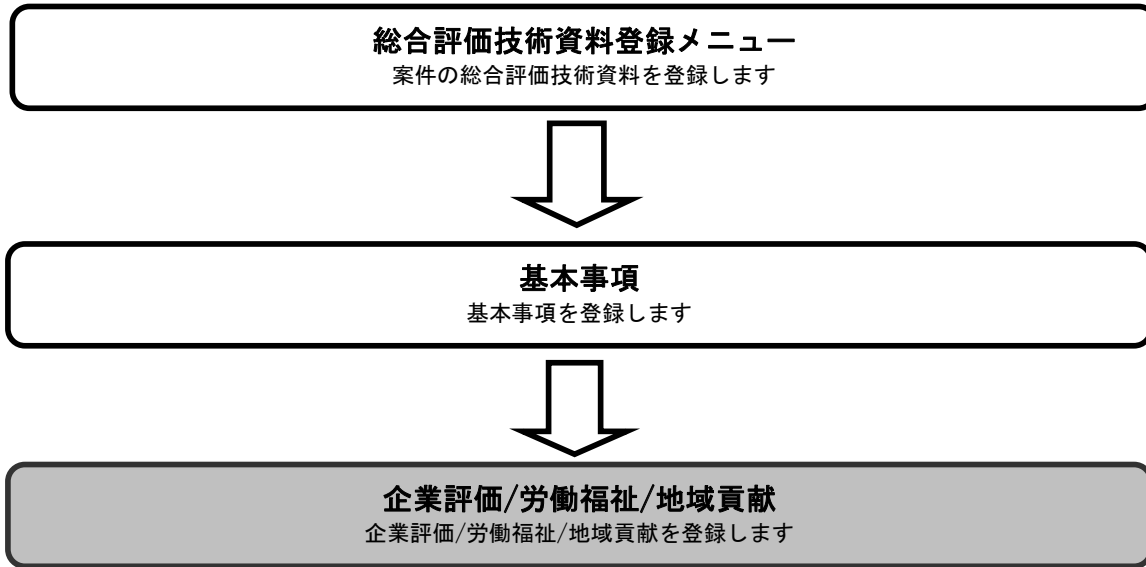 総合評価技術資料登録メニュー
案件の総合評価技術資料を登録します
基本事項
基本事項を登録します
企業評価/労働福祉/地域貢献
企業評価/労働福祉/地域貢献を登録します